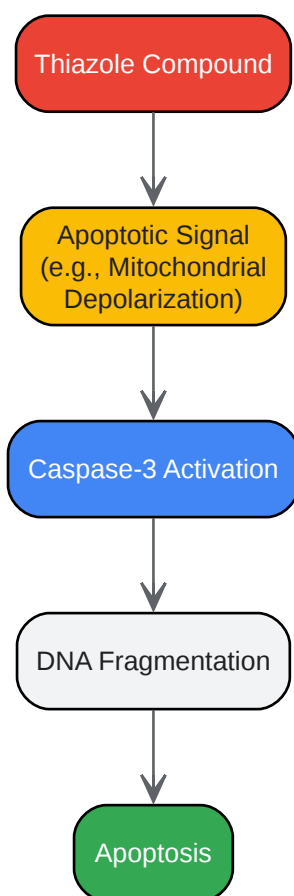 Thiazole Compound
Apoptotic Signal
(e.g., Mitochondrial
Depolarization)
Caspase-3 Activation
DNA Fragmentation
Apoptosis